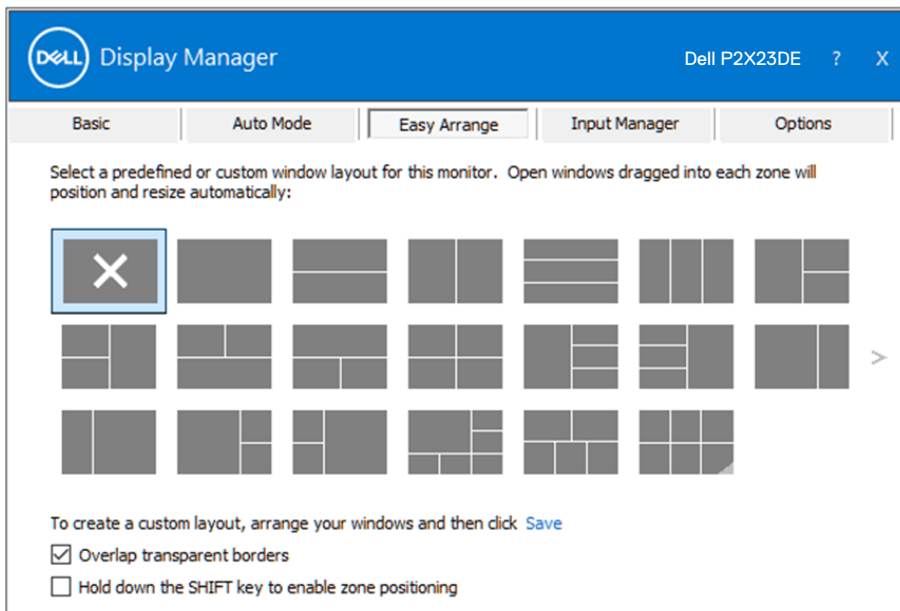 DELL Display Manager Dell P2X23DE ? X
Basic Auto Mode Easy Arrange Input Manager Options
Select a predefined or custom window layout for this monitor. Open windows dragged into each zone will
position and resize automatically:
>
To create a custom layout, arrange your windows and then click Save
Overlap transparent borders
Hold down the SHIFT key to enable zone positioning